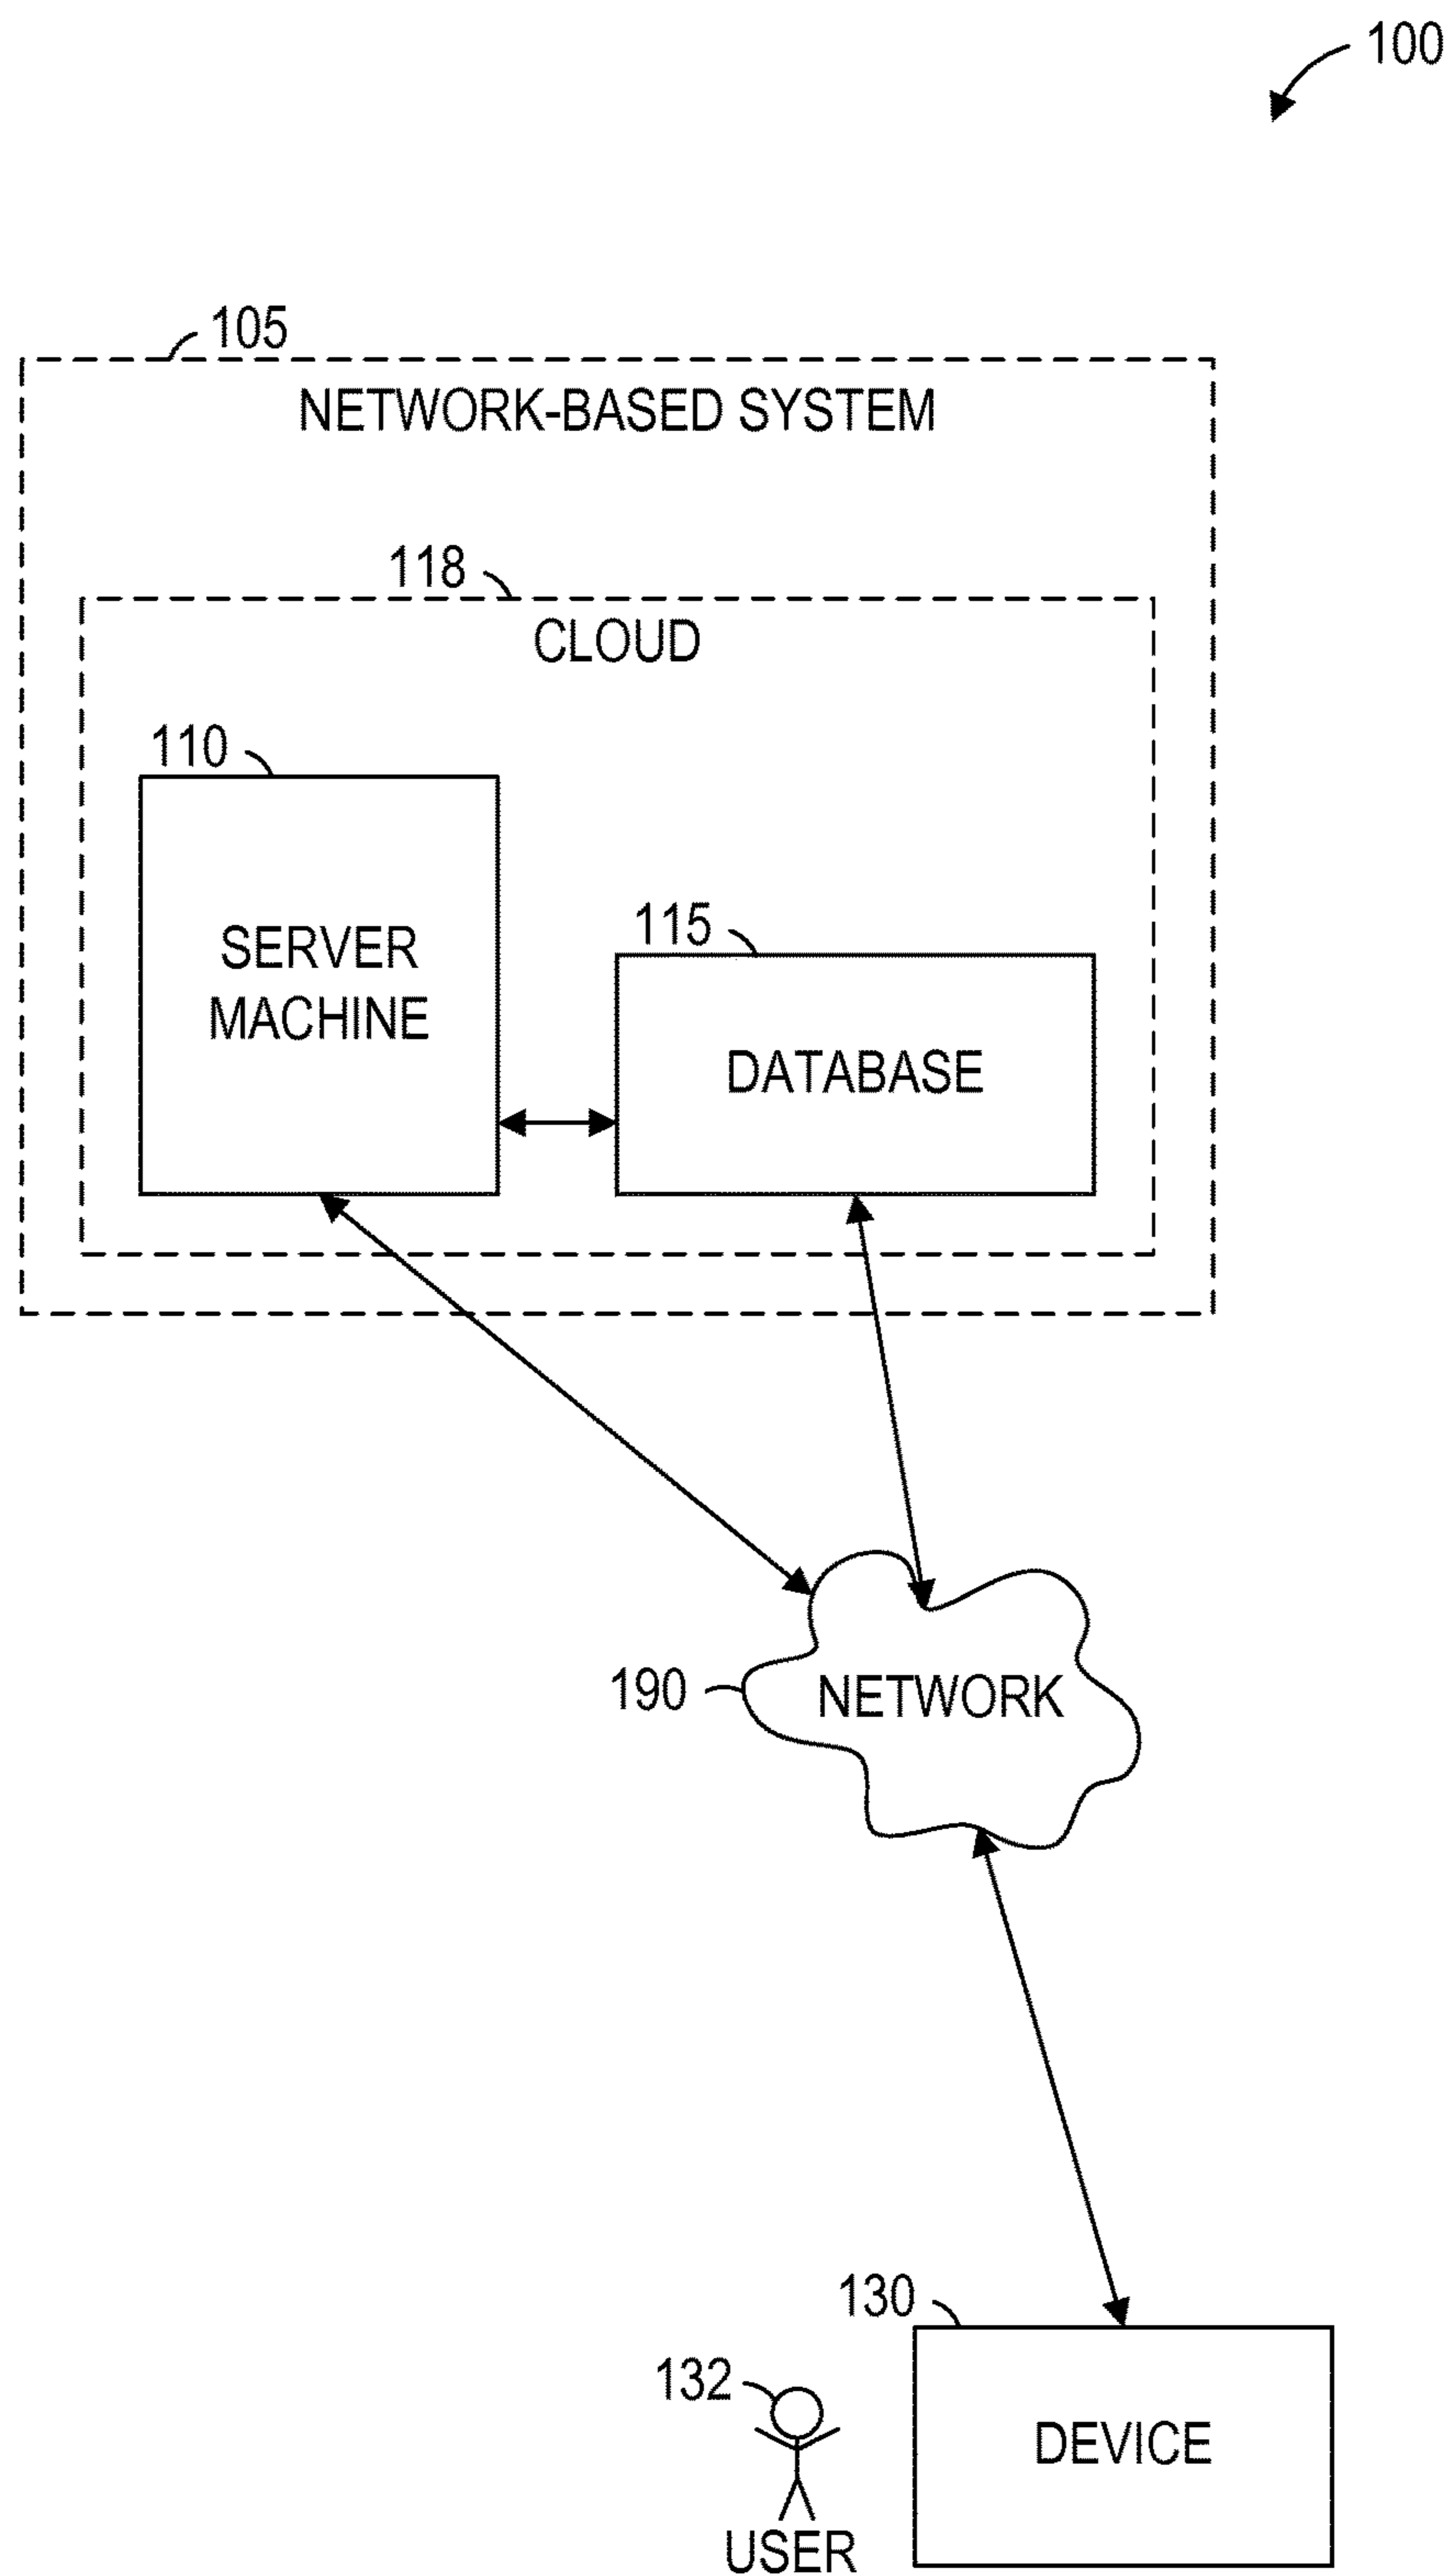 100
105
NETWORK-BASED SYSTEM
118
CLOUD
110
SERVER
MACHINE
115
DATABASE
190
NETWORK
130
DEVICE
132
USER